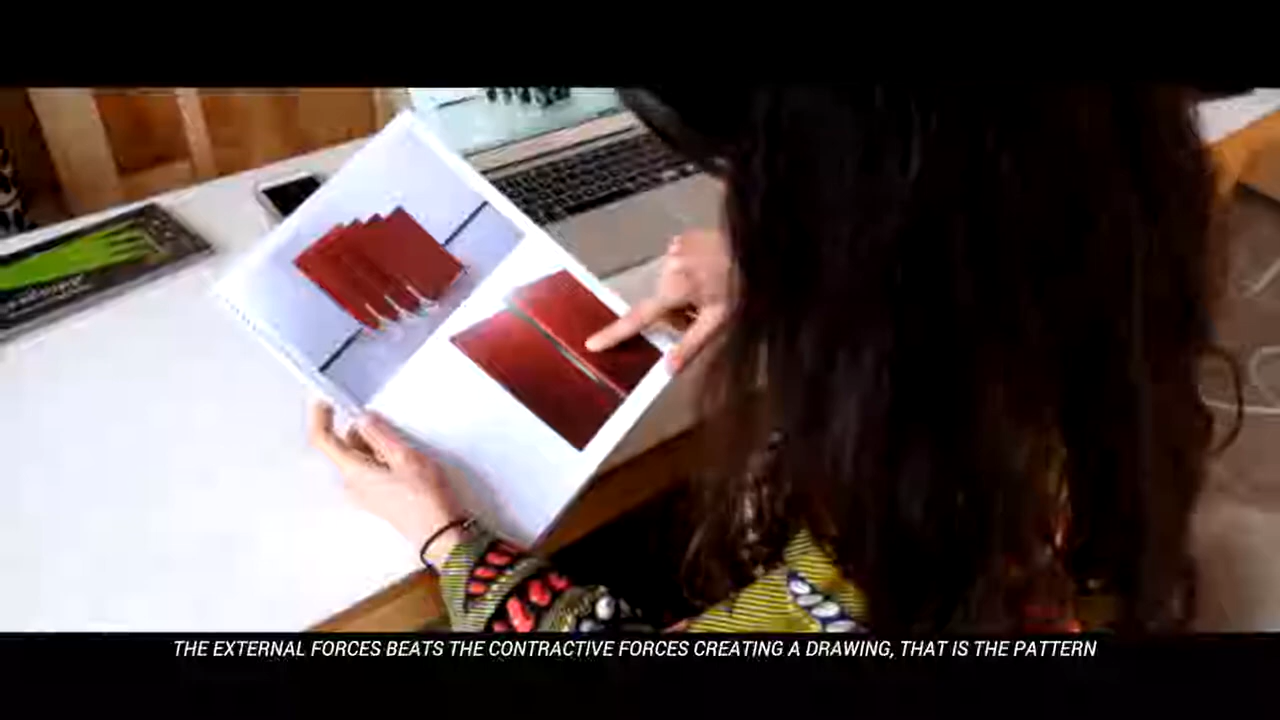 THE EXTERNAL FORCES BEATS THE CONTRACTIVE FORCES CREATING A DRAWING, THAT IS THE PATTERN